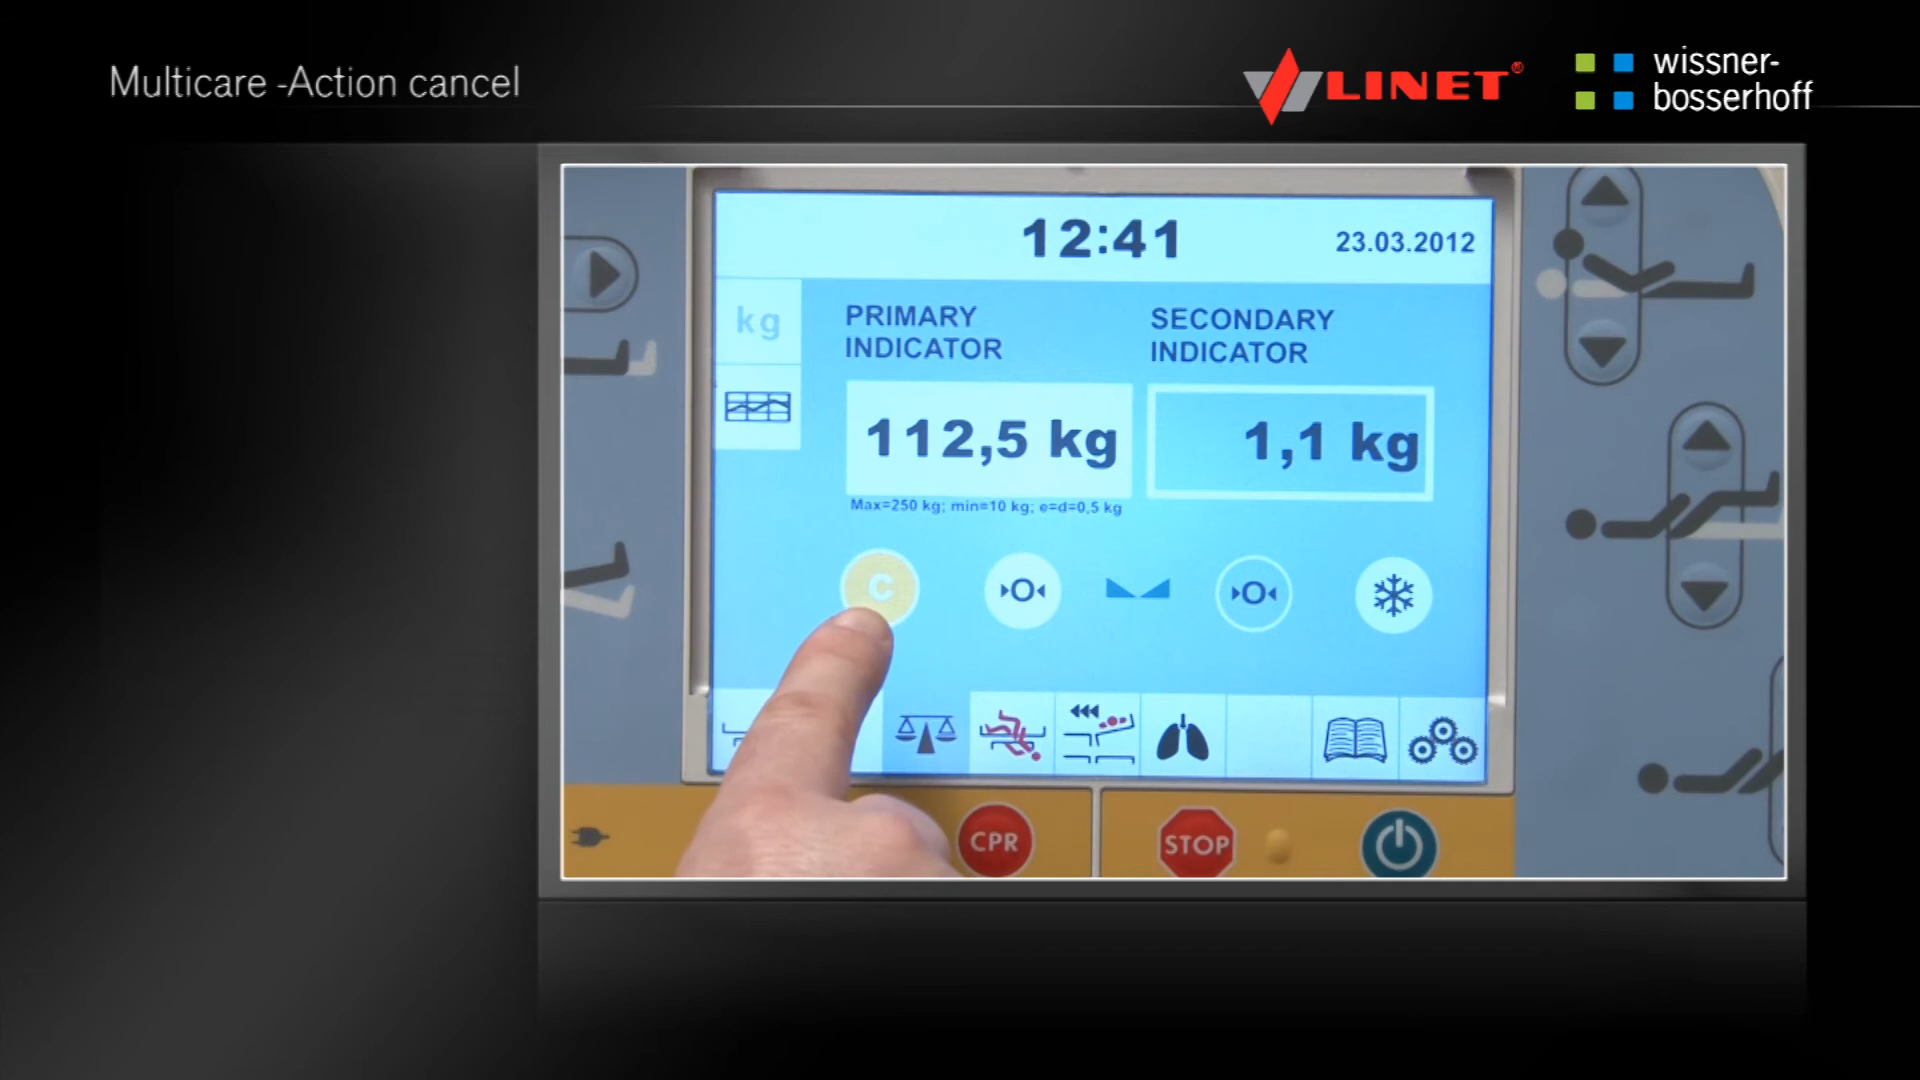 Multicare -Action cancel
LINET®
wissner-
bosserhoff
12:41
23.03.2012
kg
PRIMARY
INDICATOR
SECONDARY
INDICATOR
112,5 kg
1,1 kg
Max=250 kg; min=10 kg; e=d=0,5 kg
C
CPR
STOP